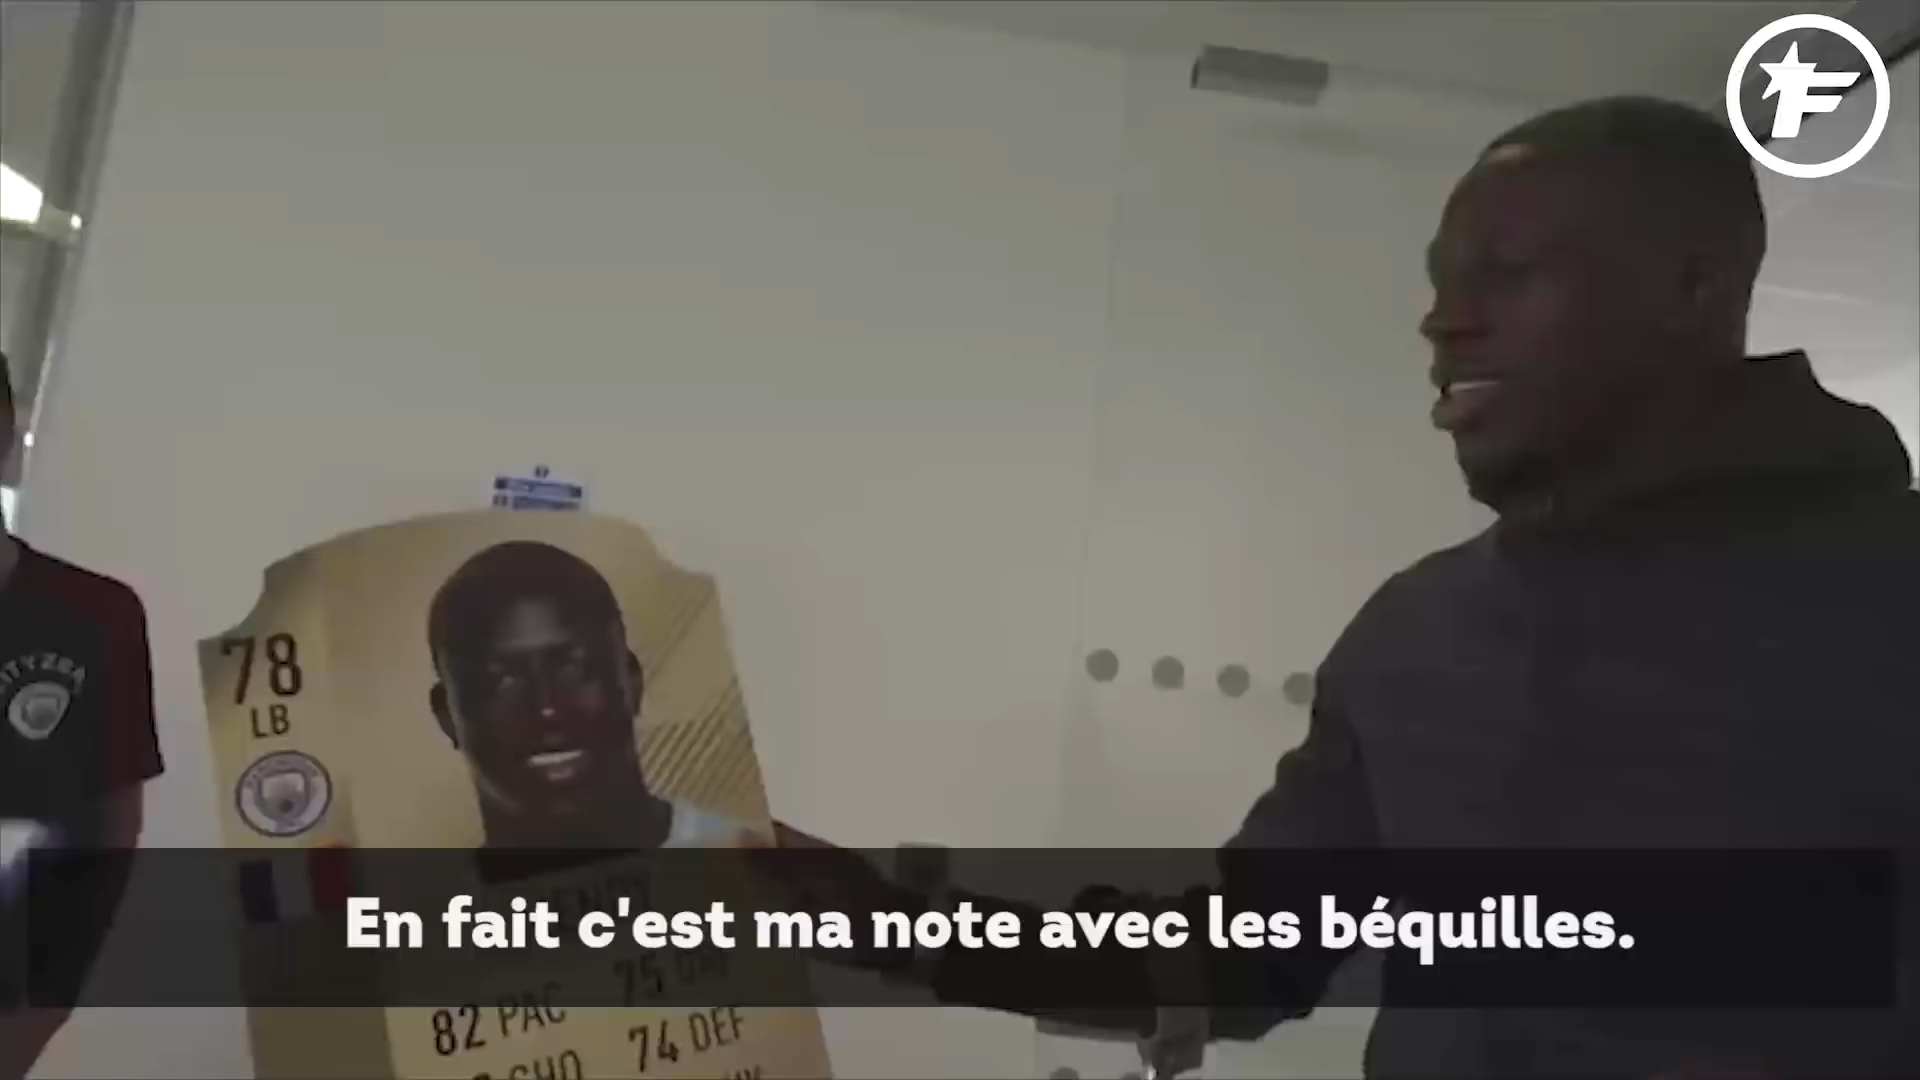 78
LB
En fait c'est ma note avec les béquilles.
82 PAC
75
74 DEF